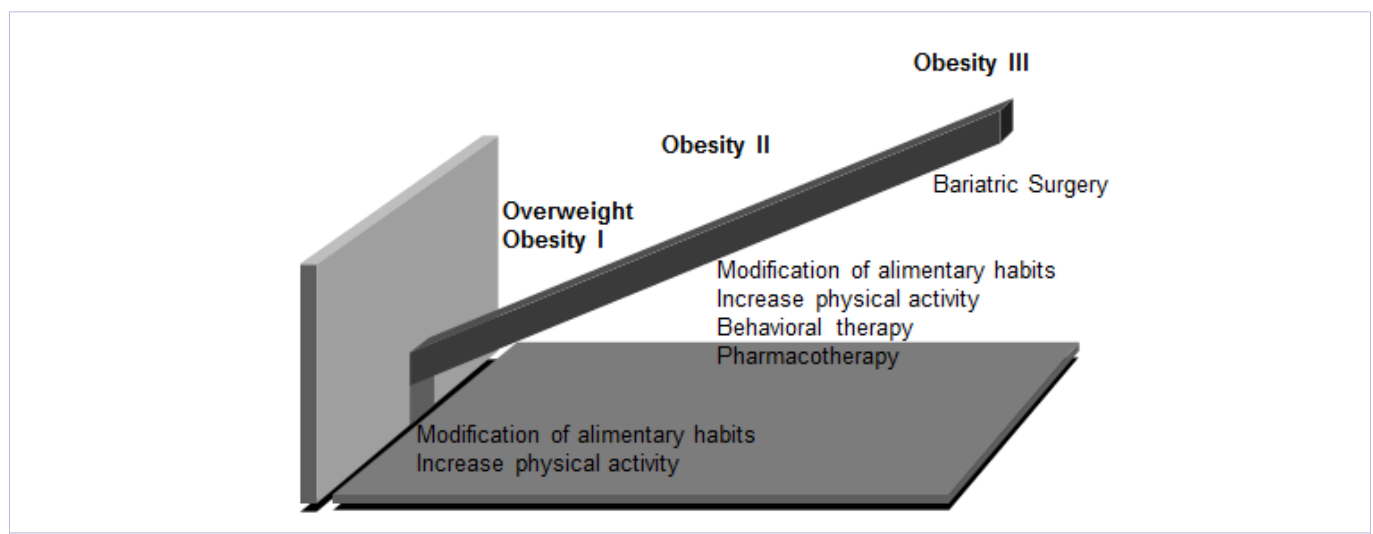 Obesity III
Obesity II
Bariatric Surgery
Overweight
Obesity I
Modification of alimentary habits
Increase physical activity
Behavioral therapy
Pharmacotherapy
Modification of alimentary habits
Increase physical activity